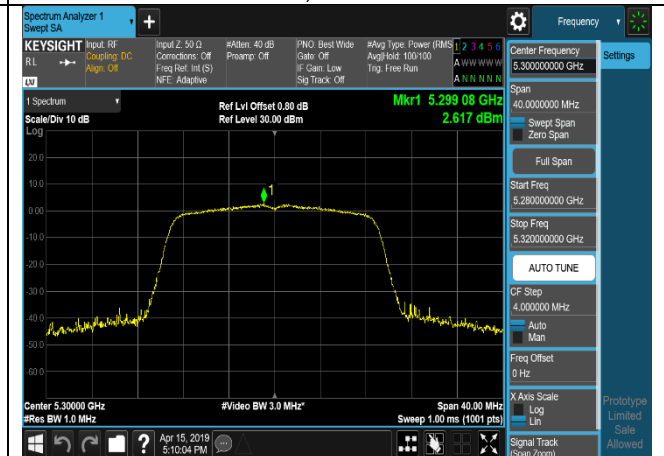 Spectrum Analyzer 1
Swept SA
+
Frequency
KEYSIGHT
RL
LXI
Input: RF
Coupling: DC
Align: Off
Input Z: 50 Ω
Corrections: Off
Freq Ref: Int (S)
NFE: Adaptive
#Atten: 40 dB
Preamp: Off
PNO: Best Wide
Gate: Off
IF Gain: Low
Sig Track: Off
#Avg Type: Power (RMS
Avg|Hold: 100/100
Trig: Free Run
1 2 3 4 5 6
A WW WW W
A N N N N N
Center Frequency
5.300000000 GHz
Settings
Span
40.0000000 MHz
Swept Span
Zero Span
Full Span
Start Freq
5.280000000 GHz
Stop Freq
5.320000000 GHz
AUTO TUNE
CF Step
4.000000 MHz
Auto
Man
Freq Offset
0 Hz
X Axis Scale
Log
Lin
Signal Track
(Span Zoom)
Prototype
Limited
Sale
Allowed
1 Spectrum
Scale/Div 10 dB
Log
Ref Lvl Offset 0.80 dB
Ref Level 30.00 dBm
Mkr1 5.299 08 GHz
2.617 dBm
1
20.0
10.0
0.00
-10.0
-20.0
-30.0
-40.0
-50.0
-60.0
Center 5.30000 GHz
#Res BW 1.0 MHz
#Video BW 3.0 MHz*
Span 40.00 MHz
Sweep 1.00 ms (1001 pts)
?
Apr 15, 2019
5:10:04 PM